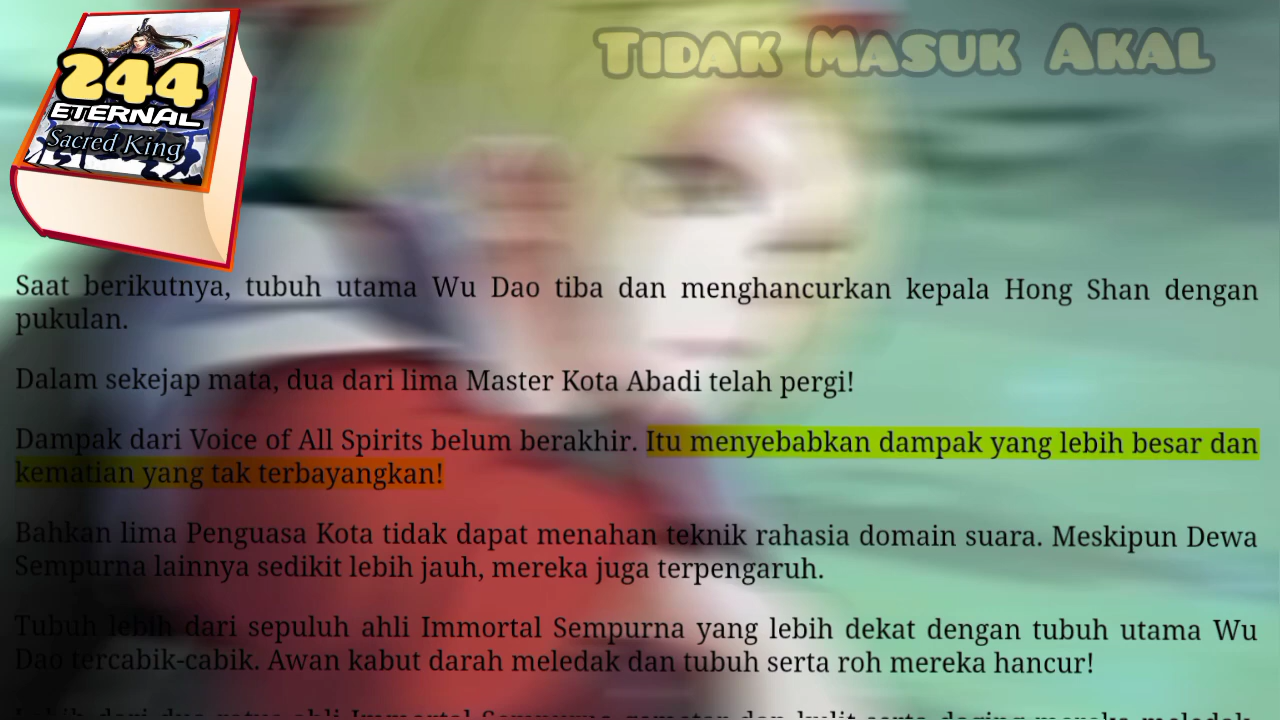 244
ETERNAL
Sacred King
TIDAK MASUK AKAL
Saat berikutnya, tubuh utama Wu Dao tiba dan menghancurkan kepala Hong Shan dengan
pukulan.
Dalam sekejap mata, dua dari lima Master Kota Abadi telah pergi!
Dampak dari Voice of All Spirits belum berakhir. Itu menyebabkan dampak yang lebih besar dan
kematian yang tak terbayangkan!
Bahkan lima Penguasa Kota tidak dapat menahan teknik rahasia domain suara. Meskipun Dewa
Sempurna lainnya sedikit lebih jauh, mereka juga terpengaruh.
Tubuh lebih dari sepuluh ahli Immortal Sempurna yang lebih dekat dengan tubuh utama Wu
Dao tercabik-cabik. Awan kabut darah meledak dan tubuh serta roh mereka hancur!